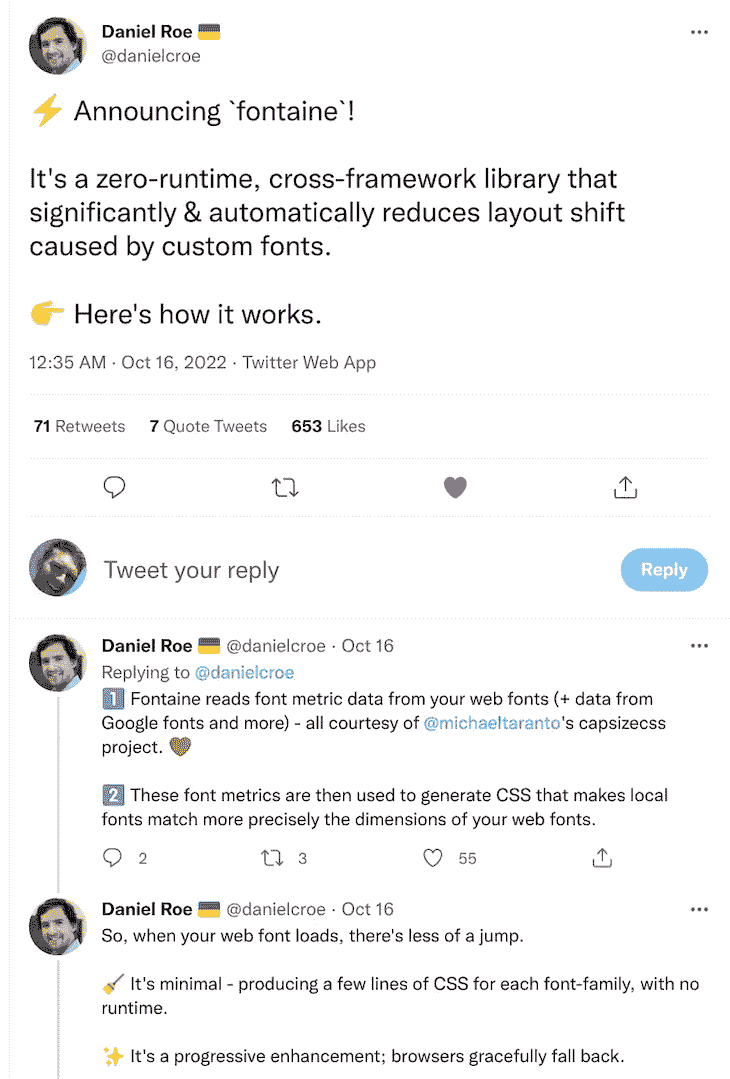 Daniel Roe
@danielcroe
⚡ Announcing `fontaine`!
It's a zero-runtime, cross-framework library that
significantly & automatically reduces layout shift
caused by custom fonts.
👉 Here's how it works.
12:35 AM · Oct 16, 2022 · Twitter Web App
71 Retweets 7 Quote Tweets 653 Likes
Tweet your reply
Reply
Daniel Roe @danielcroe · Oct 16
Replying to @danielcroe
1️⃣ Fontaine reads font metric data from your web fonts (+ data from
Google fonts and more) - all courtesy of @michaeltaranto's capsizecss
project. 
2️⃣ These font metrics are then used to generate CSS that makes local
fonts match more precisely the dimensions of your web fonts.
2 3 55
Daniel Roe @danielcroe · Oct 16
So, when your web font loads, there's less of a jump.
🧹 It's minimal - producing a few lines of CSS for each font-family, with no
runtime.
✨ It's a progressive enhancement; browsers gracefully fall back.